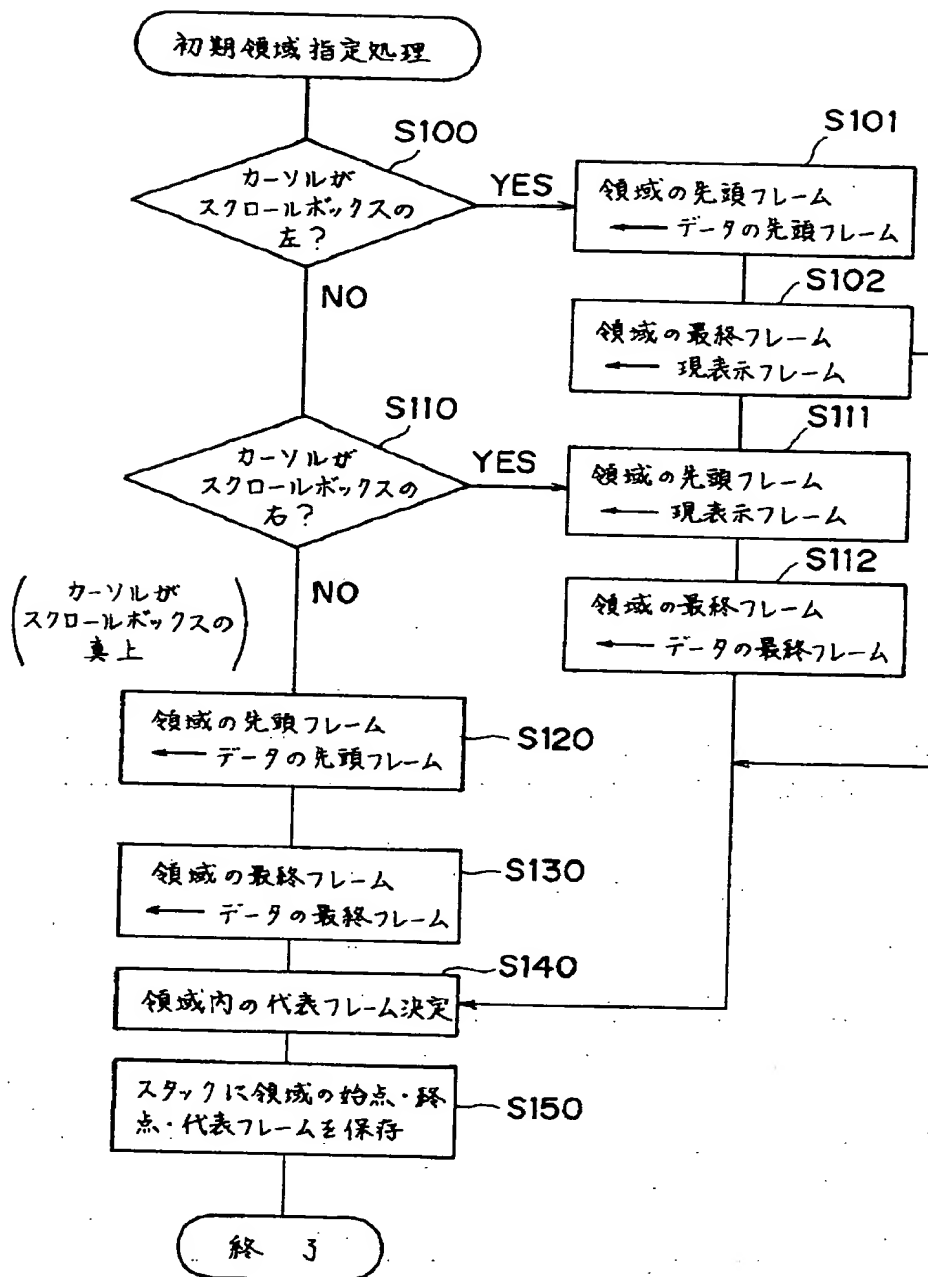 初期領域指定処理
S100
カーソルが
スクロールボックスの
左?
YES
NO
S101
領域の先頭フレーム
← データの先頭フレーム
S102
領域の最終フレーム
← 現表示フレーム
S110
カーソルが
スクロールボックスの
右?
YES
NO
S111
領域の先頭フレーム
← 現表示フレーム
S112
領域の最終フレーム
← データの最終フレーム
(カーソルが
スクロールボックスの
真上)
領域の先頭フレーム
← データの先頭フレーム
S120
領域の最終フレーム
← データの最終フレーム
S130
S140
領域内の代表フレーム決定
スタックに領域の始点・終
点・代表フレームを保存
S150
終了